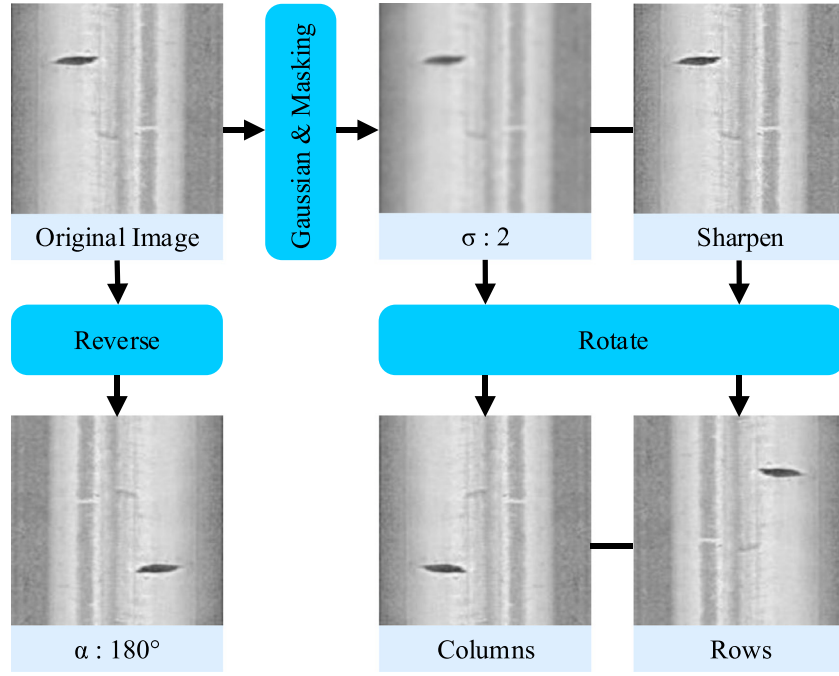 Original Image
Gaussian & Masking
σ : 2
Sharpen
Reverse
Rotate
α : 180°
Columns
Rows